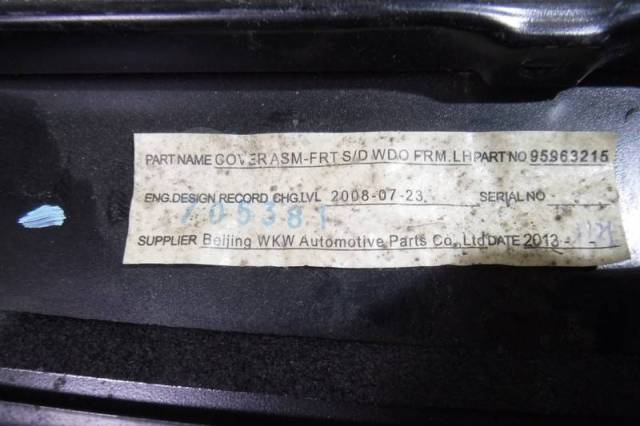 PART NAME COVER ASM-FRT S/D WDO FRM.LH PART NO 95963215
ENG.DESIGN RECORD CHG.LVL 2008-07-23. SERIAL NO
705381
SUPPLIER Beijing WKW Automotive Parts Co.,Ltd DATE 2013 - -